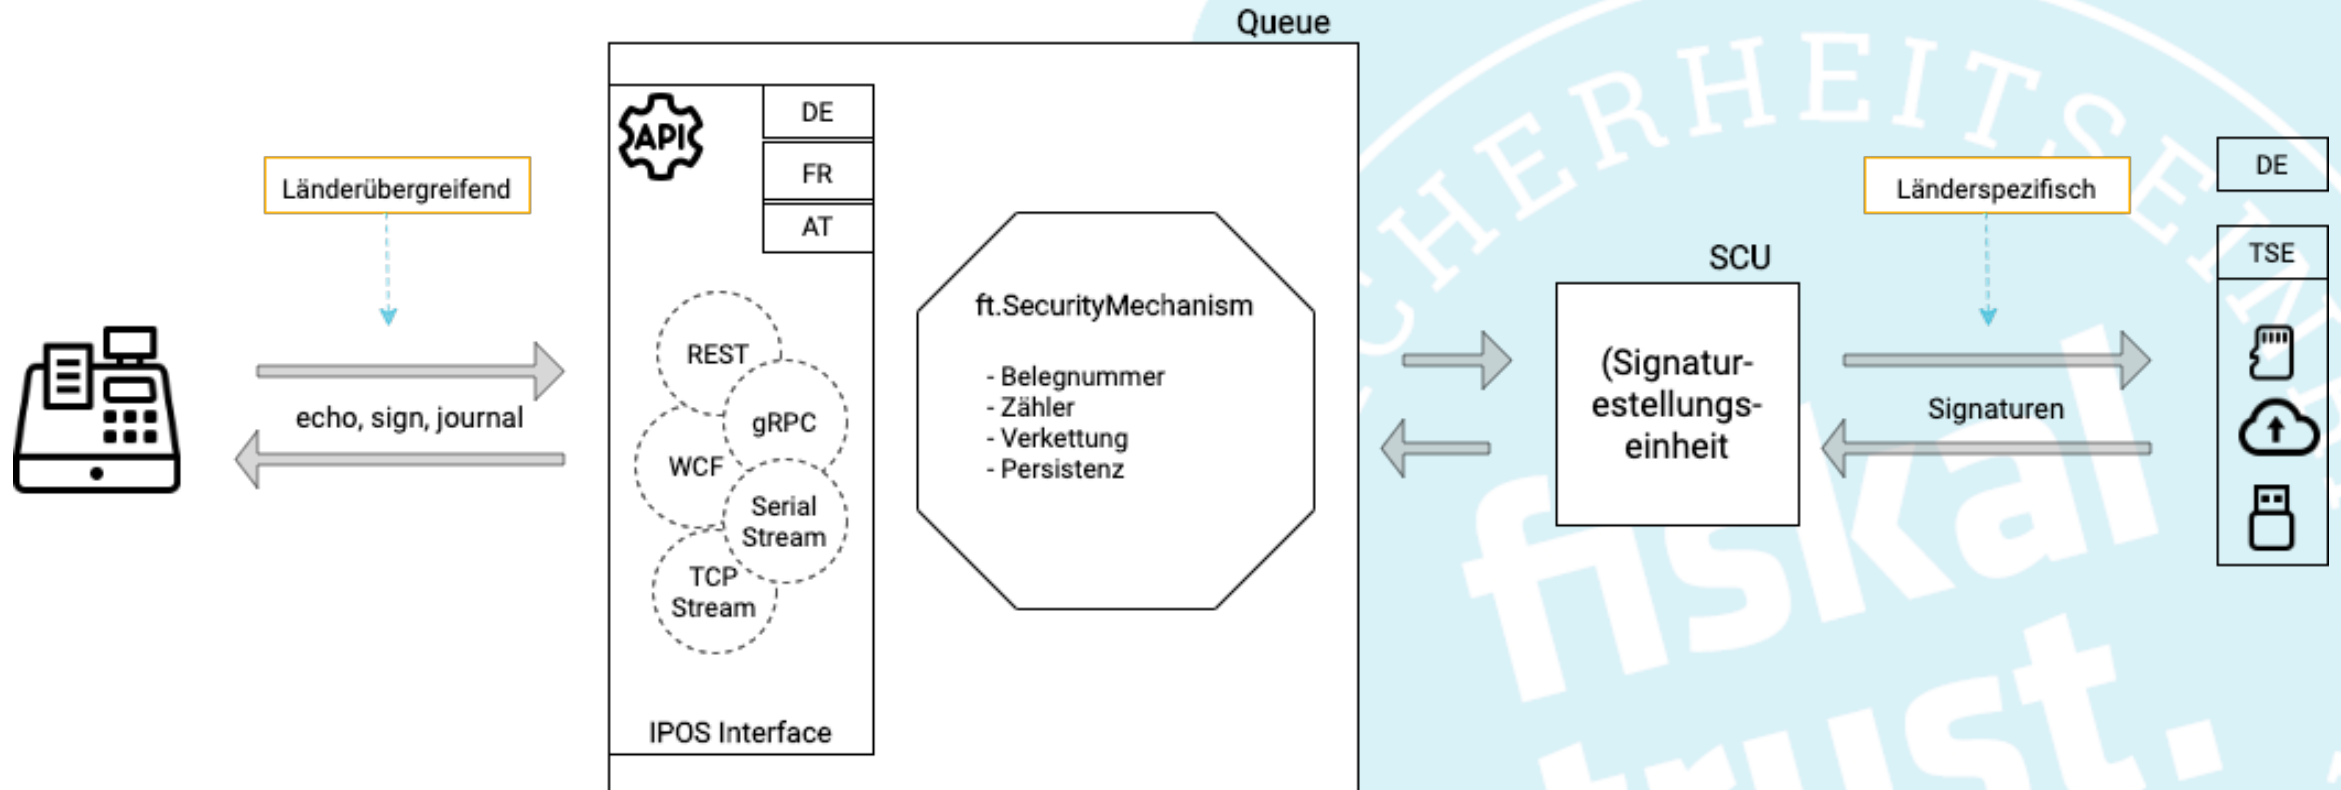 Queue
API
DE
FR
AT
Länderübergreifend
echo, sign, journal
REST
gRPC
WCF
Serial
Stream
TCP
Stream
IPOS Interface
ft.SecurityMechanism
- Belegnummer
- Zähler
- Verkettung
- Persistenz
SCU
(Signatur-
estellungs-
einheit
Länderspezifisch
Signaturen
DE
TSE
CHERHEITSEIN
fiskal
trust.